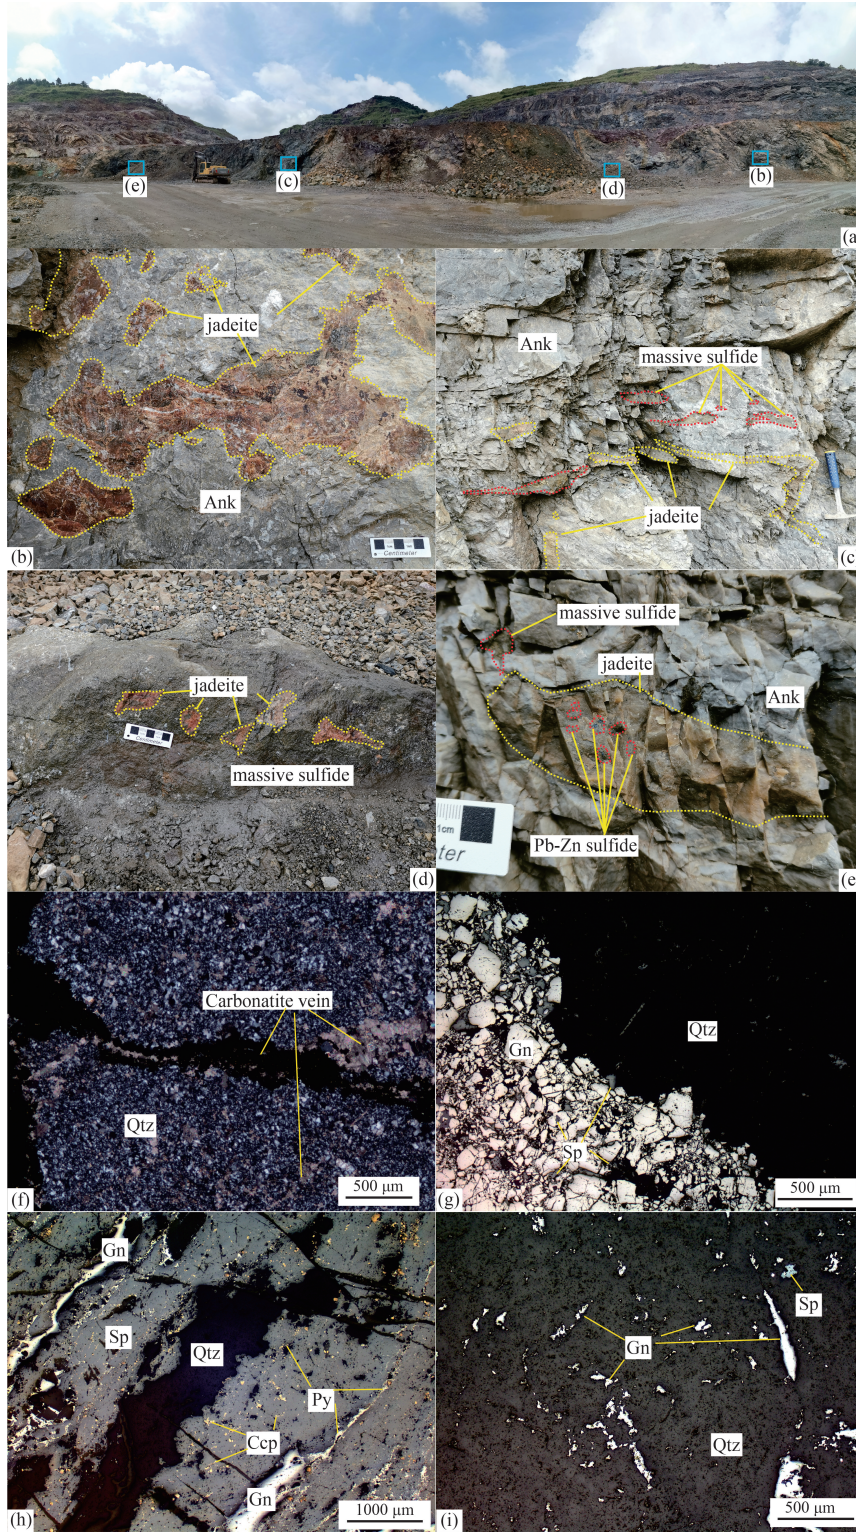 (e)
(c)
(d)
(b)
(a)
jadeite
Ank
Centimeter
(b)
Ank
massive sulfide
jadeite
(c)
jadeite
massive sulfide
(d)
massive sulfide
jadeite
Ank
1cm
Pb-Zn sulfide
(e)
Carbonatite vein
Qtz
500 μm
(f)
Qtz
Gn
Sp
500 μm
(g)
Gn
Sp
Qtz
Py
Ccp
Gn
1000 μm
(h)
Sp
Gn
Qtz
500 μm
(i)